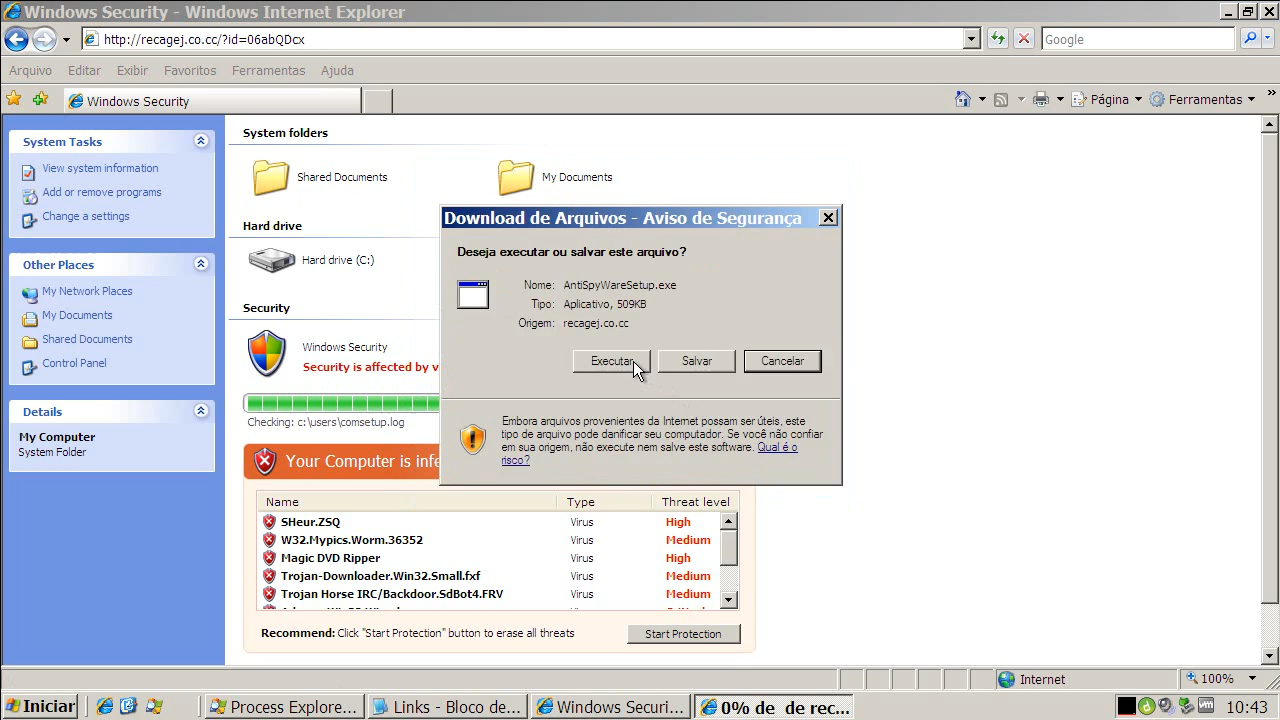 Windows Security - Windows Internet Explorer
http://recagej.co.cc/?id=06abQDcx
Google
Arquivo Editar Exibir Favoritos Ferramentas Ajuda
Windows Security
Página Ferramentas »
System Tasks
View system information
Add or remove programs
Change a settings
Other Places
My Network Places
My Documents
Shared Documents
Control Panel
Details
My Computer
System Folder
System folders
Shared Documents
My Documents
Hard drive
Hard drive (C:)
Security
Windows Security
Security is affected by v
Checking: c:\users\comsetup.log
Your Computer is infe
Name Type Threat level
SHeur.ZSQ Virus High
W32.Mypics.Worm.36352 Virus Medium
Magic DVD Ripper Virus High
Trojan-Downloader.Win32.Small.fxf Virus Medium
Trojan Horse IRC/Backdoor.SdBot4.FRV Virus Medium
Recommend: Click "Start Protection" button to erase all threats
Start Protection
Download de Arquivos - Aviso de Segurança
Deseja executar ou salvar este arquivo?
Nome: AntiSpyWareSetup.exe
Tipo: Aplicativo, 509KB
Origem: recagej.co.cc
Executar Salvar Cancelar
Embora arquivos provenientes da Internet possam ser úteis, este
tipo de arquivo pode danificar seu computador. Se você não confiar
em sua origem, não execute nem salve este software. Qual é o
risco?
Internet 100%
Iniciar Process Explore... Links - Bloco de... Windows Securi... 0% de de rec... 10:43